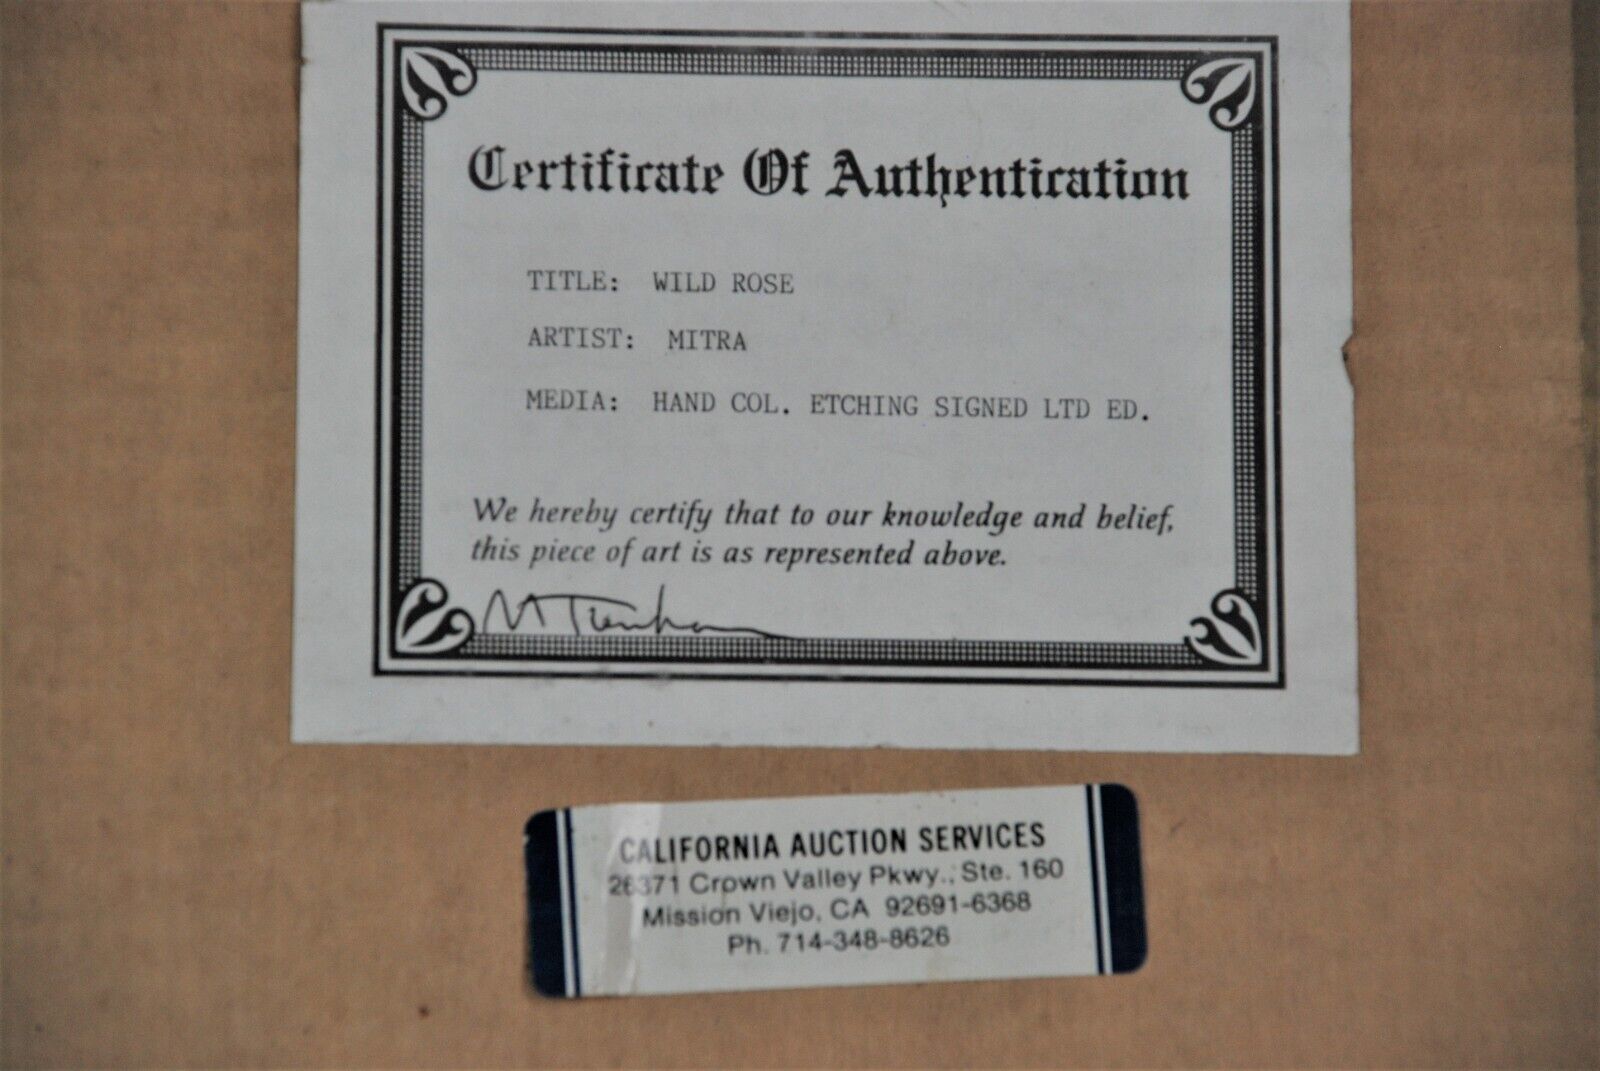 Certificate Of Authentication
TITLE: WILD ROSE
ARTIST: MITRA
MEDIA: HAND COL. ETCHING SIGNED LTD ED.
We hereby certify that to our knowledge and belief,
this piece of art is as represented above.
CALIFORNIA AUCTION SERVICES
26371 Crown Valley Pkwy., Ste. 160
Mission Viejo, CA 92691-6368
Ph. 714-348-8626